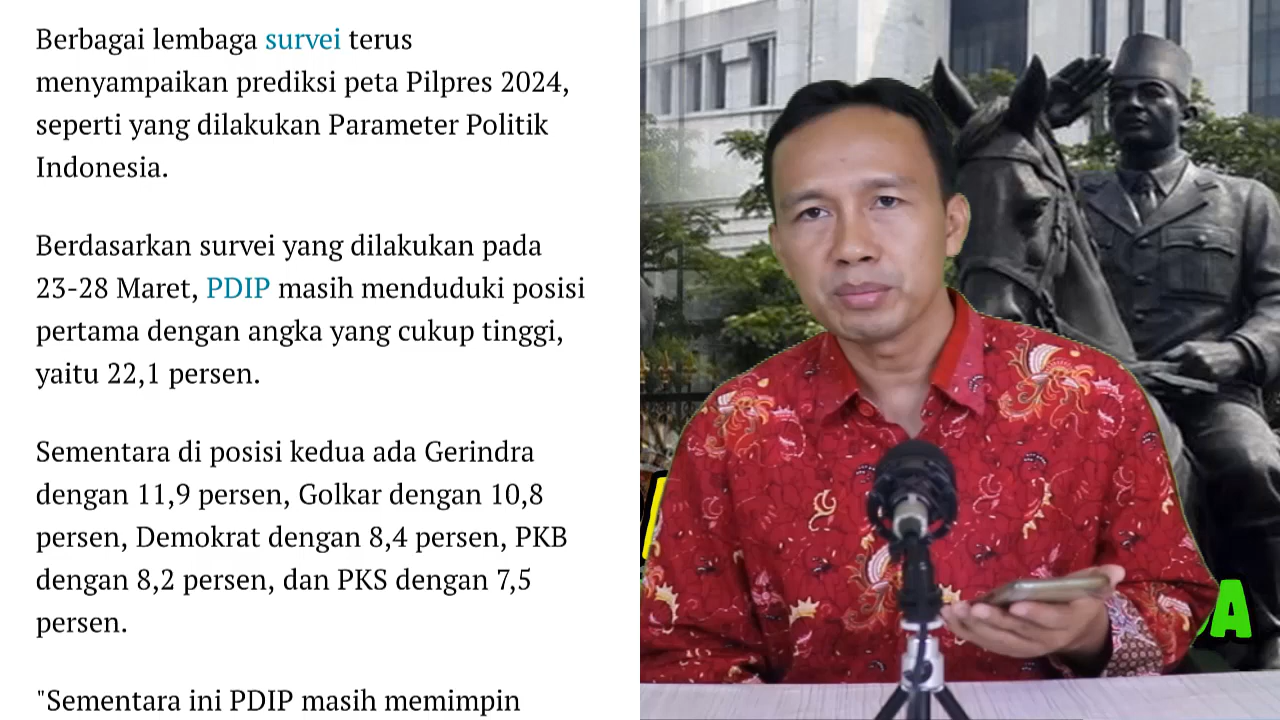 Berbagai lembaga survei terus
menyampaikan prediksi peta Pilpres 2024,
seperti yang dilakukan Parameter Politik
Indonesia.
Berdasarkan survei yang dilakukan pada
23-28 Maret, PDIP masih menduduki posisi
pertama dengan angka yang cukup tinggi,
yaitu 22,1 persen.
Sementara di posisi kedua ada Gerindra
dengan 11,9 persen, Golkar dengan 10,8
persen, Demokrat dengan 8,4 persen, PKB
dengan 8,2 persen, dan PKS dengan 7,5
persen.
"Sementara ini PDIP masih memimpin